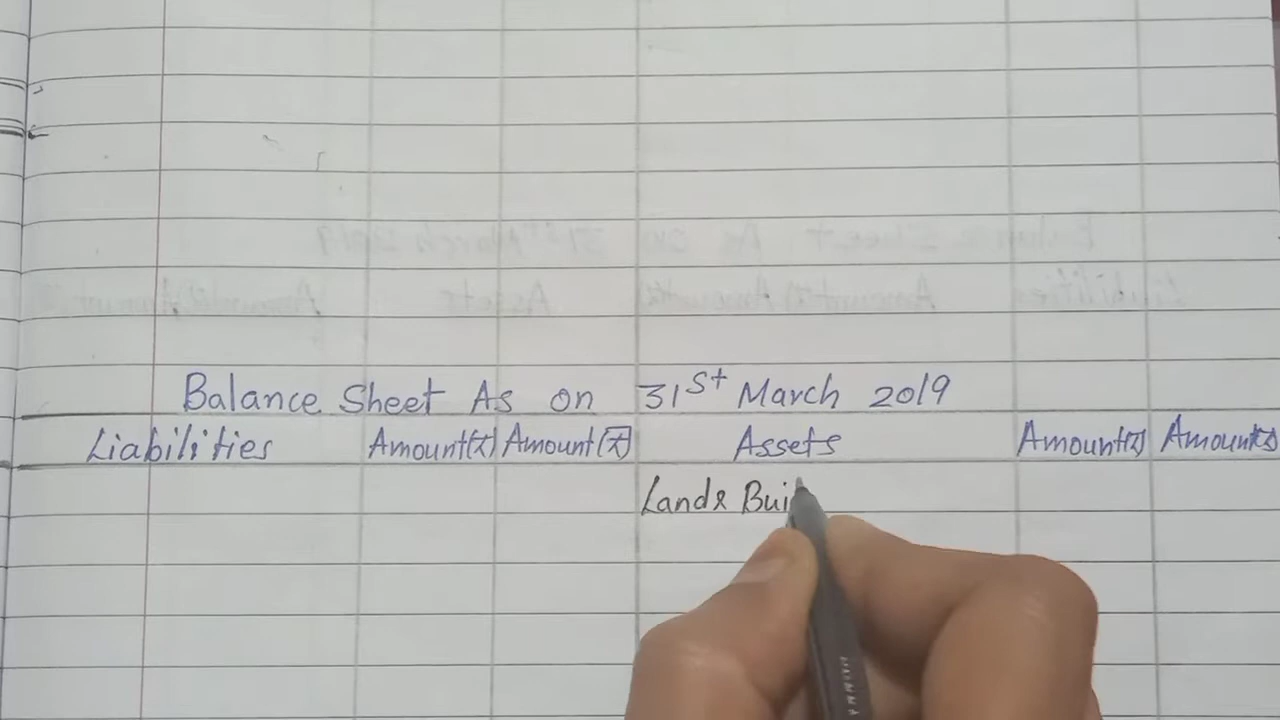 Balance Sheet As on 31st March 2019
Liabilities Amount(₹) Amount(₹) Assets Amount(₹) Amount(₹)
Land & Bui